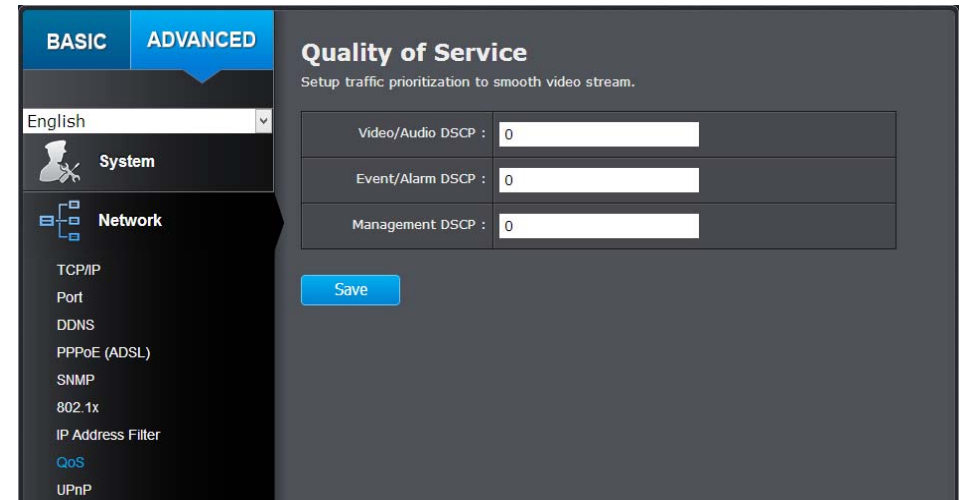 BASIC
ADVANCED
English
System
Network
TCP/IP
Port
DDNS
PPPoE (ADSL)
SNMP
802.1x
IP Address Filter
QoS
UPnP
Quality of Service
Setup traffic prioritization to smooth video stream.
Video/Audio DSCP : 0
Event/Alarm DSCP : 0
Management DSCP : 0
Save